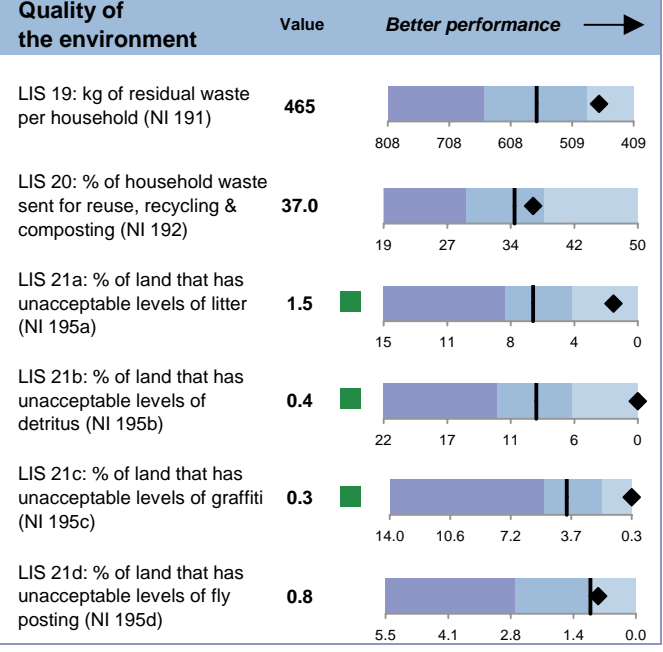 Quality of
the environment
Value
Better performance
LIS 19: kg of residual waste
per household (NI 191)
465
808 708 608 509 409
LIS 20: % of household waste
sent for reuse, recycling &
composting (NI 192)
37.0
19 27 34 42 50
LIS 21a: % of land that has
unacceptable levels of litter
(NI 195a)
1.5
15 11 8 4 0
LIS 21b: % of land that has
unacceptable levels of
detritus (NI 195b)
0.4
22 17 11 6 0
LIS 21c: % of land that has
unacceptable levels of graffiti
(NI 195c)
0.3
14.0 10.6 7.2 3.7 0.3
LIS 21d: % of land that has
unacceptable levels of fly
posting (NI 195d)
0.8
5.5 4.1 2.8 1.4 0.0